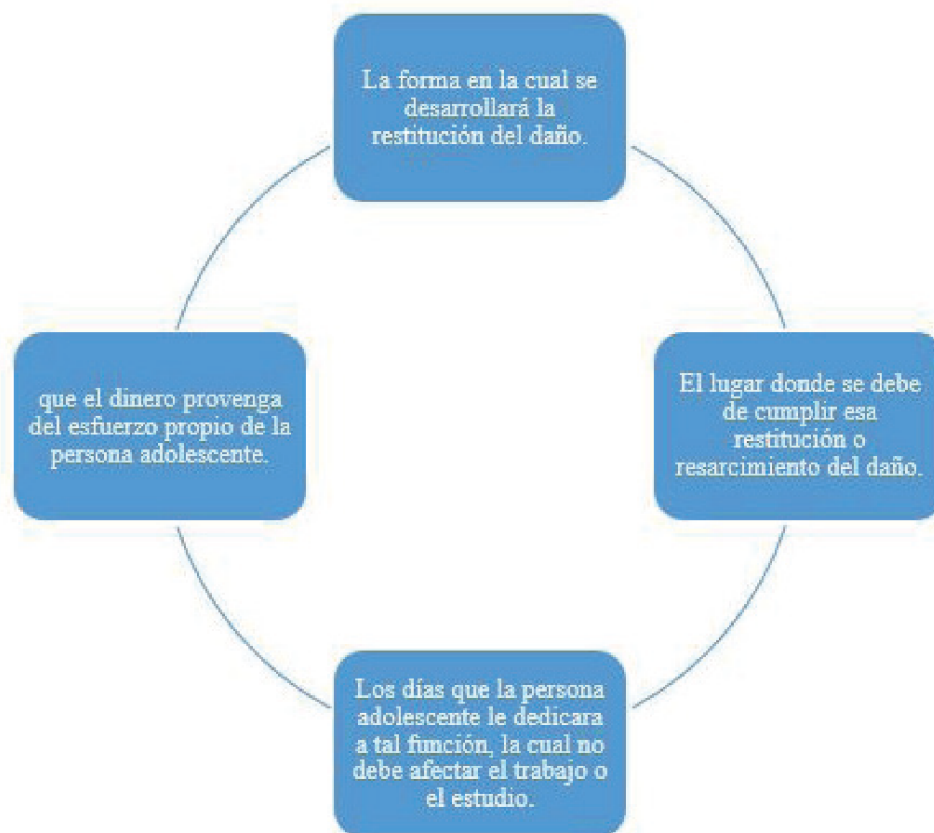 La forma en la cual se
desarrollará la
restitución del daño.
que el dinero provenga
del esfuerzo propio de la
persona adolescente.
El lugar donde se debe
de cumplir esa
restitución o
resarcimiento del daño.
Los días que la persona
adolescente le dedicara
a tal función, la cual no
debe afectar el trabajo o
el estudio.